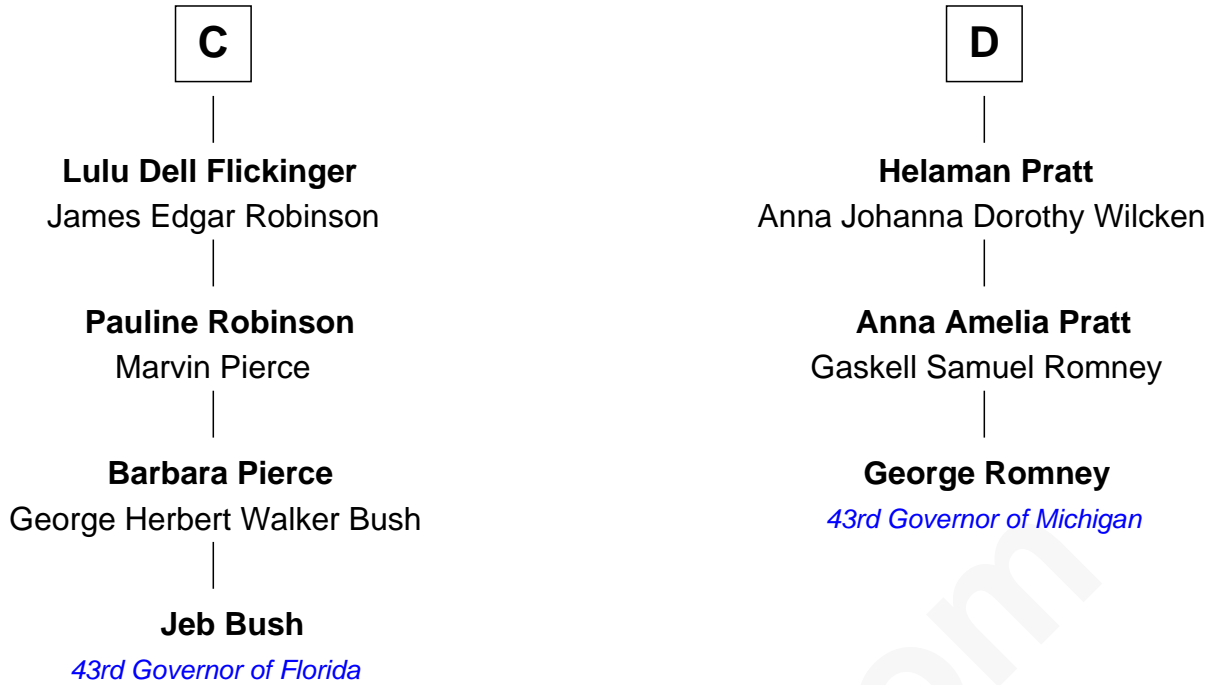 C
Lulu Dell Flickinger
James Edgar Robinson
Pauline Robinson
Marvin Pierce
Barbara Pierce
George Herbert Walker Bush
Jeb Bush
43rd Governor of Florida
D
Helaman Pratt
Anna Johanna Dorothy Wilcken
Anna Amelia Pratt
Gaskell Samuel Romney
George Romney
43rd Governor of Michigan
om